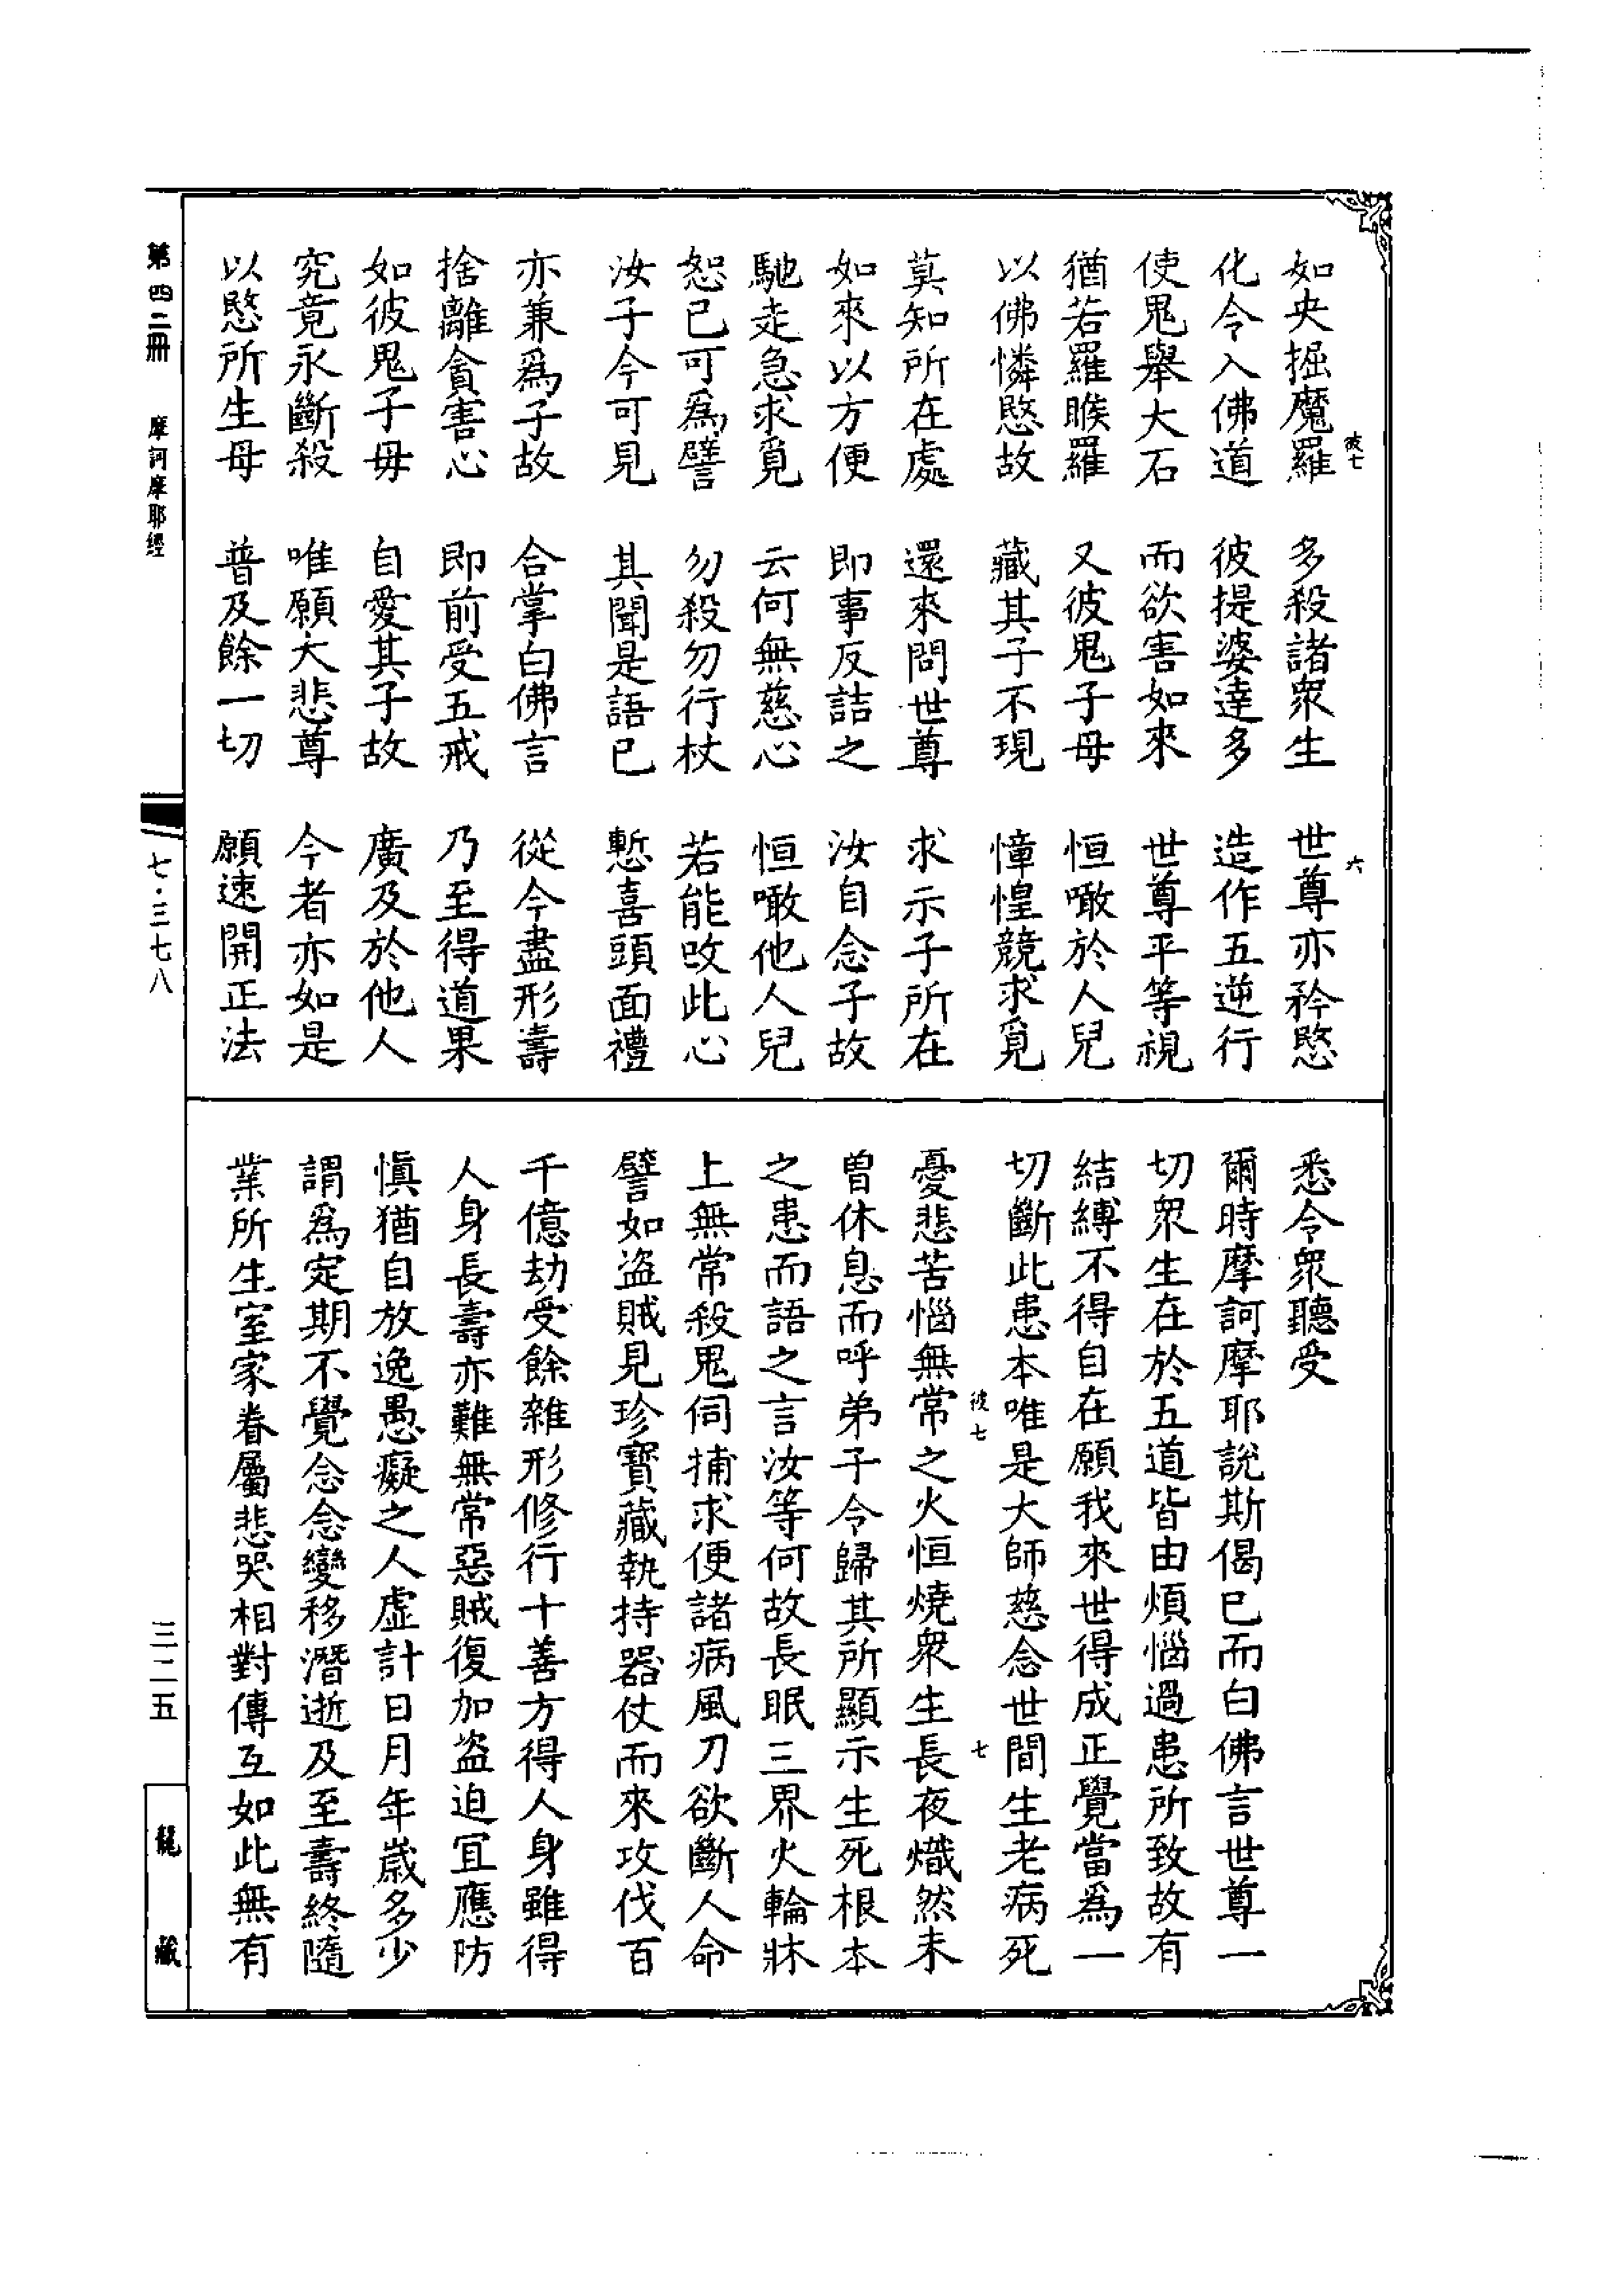 如央掘魔羅　多殺諸衆生　世尊亦矜愍
彼七　六
化令入佛道　彼提婆達多　造作五逆行
使鬼舉大石　而欲害如來　世尊平等視
猶若羅睺羅　又彼鬼子母　恒噉於人兒
以佛憐愍故　藏其子不現　慞惶競求覓
莫知所在處　還來問世尊　求示子所在
如來以方便　即事反詰之　汝自念子故
馳走急求覓　云何無慈心　恒噉他人兒
恕已可為譬　勿殺勿行杖　若能攺此心
汝子今可見　其聞是語已　慙喜頭面禮
亦兼為子故　合掌白佛言　從今盡形壽
捨離貪害心　即前受五戒　乃至得道果
如彼鬼子毋　自愛其子故　廣及於他人
究竟永斷殺　唯願大悲尊　今者亦如是
以愍所生母　普及餘一切　願速開正法
悉令衆聽受
爾時摩訶摩耶說斯偈已而白佛言世尊一
切衆生在於五道皆由煩惱過患所致故有
結縛不得自在願我來世得成正覺當為一
切斷此患本唯是大師慈念世間生老病死
彼七　七
憂悲苦惱無常之火恒燒衆生長夜熾然未
曽休息而呼弟子令歸其所顯示生死根本
之患而語之言汝等何故長眠三界火輪牀
上無常殺鬼伺捕求便諸病風刀欲斷人命
譬如盜賊見珍寶藏執持器仗而來攻伐百
千億劫受餘雜形修行十善方得人身雖得
人身長壽亦難無常惡賊復加盜迫宜應防
慎猶自放逸愚癡之人虛計日月年歲多少
謂為定期不覺念念變移潛逝及至壽終隨
業所生室家眷屬悲哭相對傳互如此無有
第四二冊　摩訶摩耶經
七·三七八
三二五
龍藏